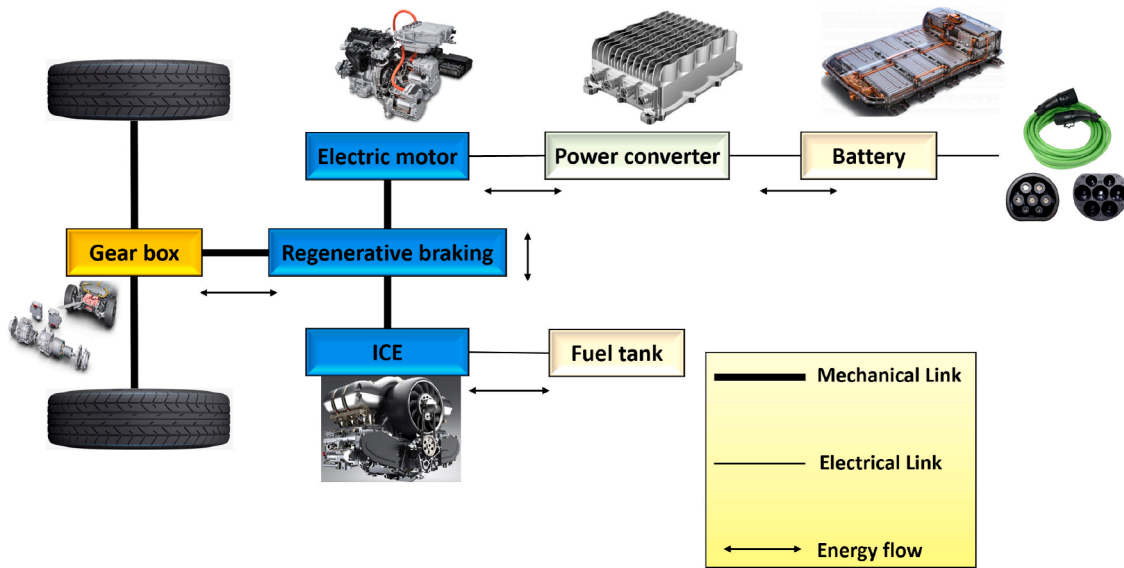 Electric motor
Power converter
Battery
Gear box
Regenerative braking
ICE
Fuel tank
Mechanical Link
Electrical Link
Energy flow